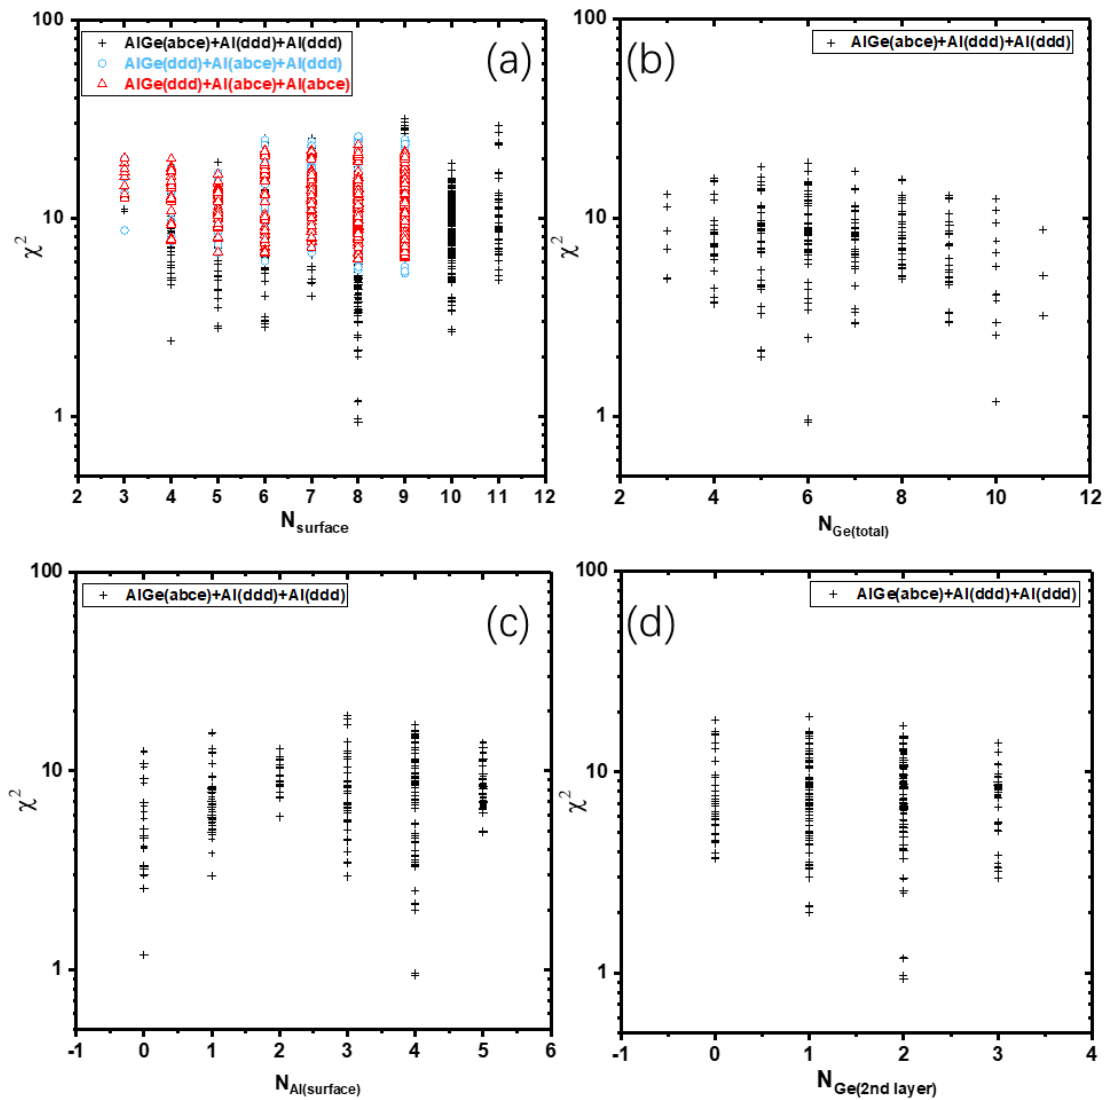 100
10
1
χ²
AlGe(abce)+Al(ddd)+Al(ddd)
AlGe(ddd)+Al(abce)+Al(ddd)
AlGe(ddd)+Al(abce)+Al(abce)
(a)
2 3 4 5 6 7 8 9 10 11 12
N_surface
100
10
1
χ²
AlGe(abce)+Al(ddd)+Al(ddd)
(b)
2 4 6 8 10 12
N_Ge(total)
100
10
1
χ²
AlGe(abce)+Al(ddd)+Al(ddd)
(c)
-1 0 1 2 3 4 5 6
N_Al(surface)
100
10
1
χ²
AlGe(abce)+Al(ddd)+Al(ddd)
(d)
-1 0 1 2 3 4
N_Ge(2nd layer)